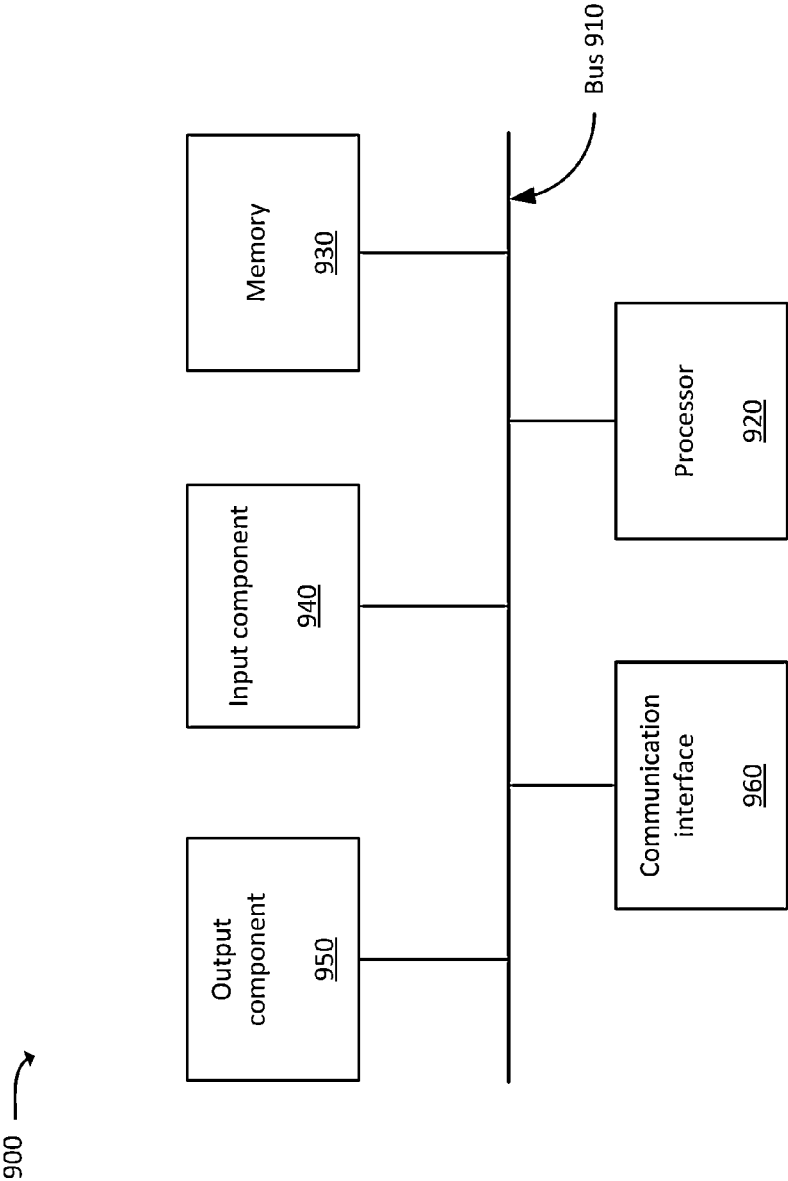 900
Output
component
950
Input component
940
Memory
930
Bus 910
Communication
interface
960
Processor
920